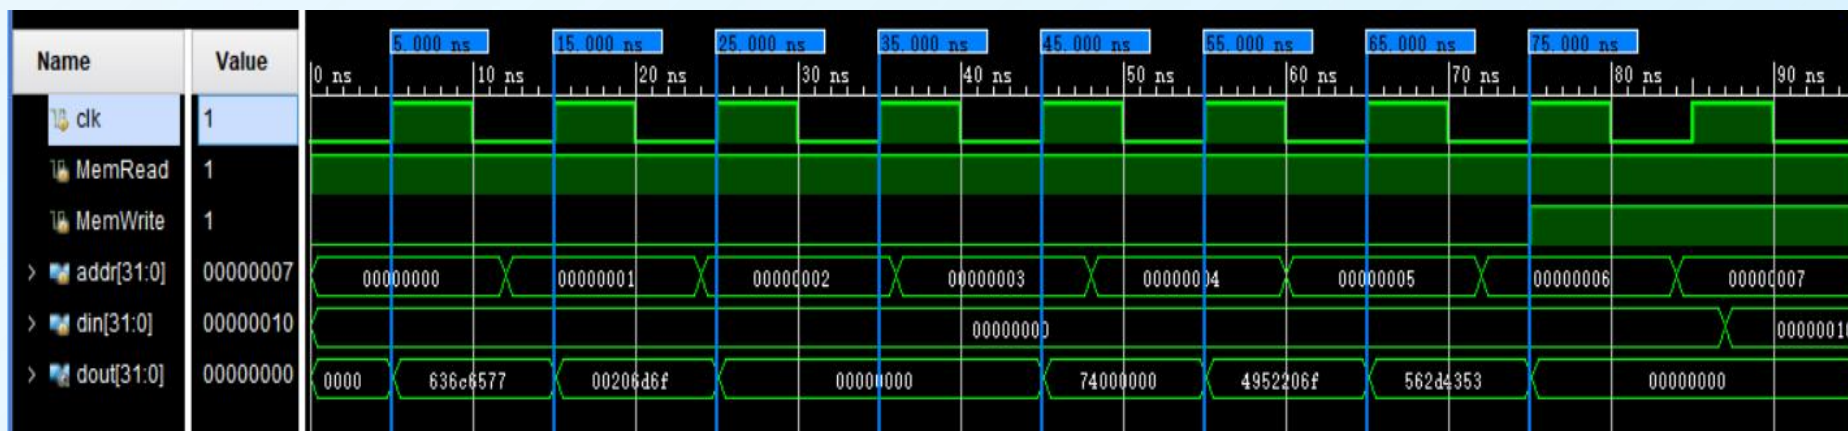 Name Value
5.000 ns 15.000 ns 25.000 ns 35.000 ns 45.000 ns 55.000 ns 65.000 ns 75.000 ns
0 ns 10 ns 20 ns 30 ns 40 ns 50 ns 60 ns 70 ns 80 ns 90 ns
clk 1
MemRead 1
MemWrite 1
addr[31:0] 00000007 00000000 00000001 00000002 00000003 00000004 00000005 00000006 00000007
din[31:0] 00000010 00000000 0000001
dout[31:0] 00000000 0000 636c6577 00206d6f 00000000 74000000 4952206f 562d4353 00000000